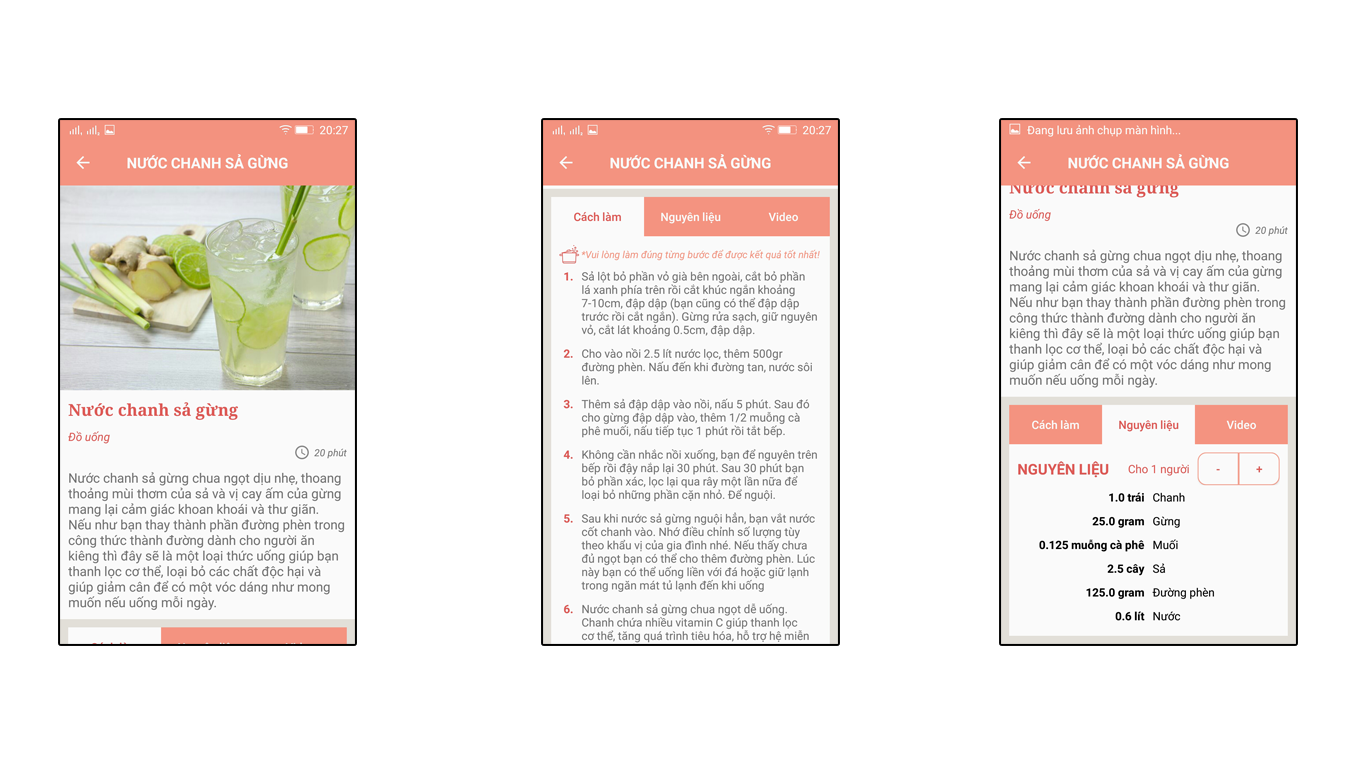 20:27
NƯỚC CHANH SẢ GỪNG
Nước chanh sả gừng
Đồ uống
20 phút
Nước chanh sả gừng chua ngọt dịu nhẹ, thoang
thoảng mùi thơm của sả và vị cay ấm của gừng
mang lại cảm giác khoan khoái và thư giãn.
Nếu như bạn thay thành phần đường phèn trong
công thức thành đường dành cho người ăn
kiêng thì đây sẽ là một loại thức uống giúp bạn
thanh lọc cơ thể, loại bỏ các chất độc hại và
giúp giảm cân để có một vóc dáng như mong
muốn nếu uống mỗi ngày.
20:27
NƯỚC CHANH SẢ GỪNG
Cách làm Nguyên liệu Video
*Vui lòng làm đúng từng bước để được kết quả tốt nhất!
1. Sả lột bỏ phần vỏ già bên ngoài, cắt bỏ phần
lá xanh phía trên rồi cắt khúc ngắn khoảng
7-10cm, đập dập (bạn cũng có thể đập dập
trước rồi cắt ngắn). Gừng rửa sạch, giữ nguyên
vỏ, cắt lát khoảng 0.5cm, đập dập.
2. Cho vào nồi 2.5 lít nước lọc, thêm 500gr
đường phèn. Nấu đến khi đường tan, nước sôi
lên.
3. Thêm sả đập dập vào nồi, nấu 5 phút. Sau đó
cho gừng đập dập vào, thêm 1/2 muỗng cà
phê muối, nấu tiếp tục 1 phút rồi tắt bếp.
4. Không cần nhắc nồi xuống, bạn để nguyên trên
bếp rồi đậy nắp lại 30 phút. Sau 30 phút bạn
bỏ phần xác, lọc lại qua rây một lần nữa để
loại bỏ những phần cặn nhỏ. Để nguội.
5. Sau khi nước sả gừng nguội hẳn, bạn vắt nước
cốt chanh vào. Nhớ điều chỉnh số lượng tùy
theo khẩu vị của gia đình nhé. Nếu thấy chưa
đủ ngọt bạn có thể cho thêm đường phèn. Lúc
này bạn có thể uống liền với đá hoặc giữ lạnh
trong ngăn mát tủ lạnh đến khi uống
6. Nước chanh sả gừng chua ngọt dễ uống.
Chanh chứa nhiều vitamin C giúp thanh lọc
cơ thể, tăng quá trình tiêu hóa, hỗ trợ hệ miễn
Đang lưu ảnh chụp màn hình...
NƯỚC CHANH SẢ GỪNG
Nước chanh sả gừng
Đồ uống
20 phút
Nước chanh sả gừng chua ngọt dịu nhẹ, thoang
thoảng mùi thơm của sả và vị cay ấm của gừng
mang lại cảm giác khoan khoái và thư giãn.
Nếu như bạn thay thành phần đường phèn trong
công thức thành đường dành cho người ăn
kiêng thì đây sẽ là một loại thức uống giúp bạn
thanh lọc cơ thể, loại bỏ các chất độc hại và
giúp giảm cân để có một vóc dáng như mong
muốn nếu uống mỗi ngày.
Cách làm Nguyên liệu Video
NGUYÊN LIỆU Cho 1 người - +
1.0 trái Chanh
25.0 gram Gừng
0.125 muỗng cà phê Muối
2.5 cây Sả
125.0 gram Đường phèn
0.6 lít Nước